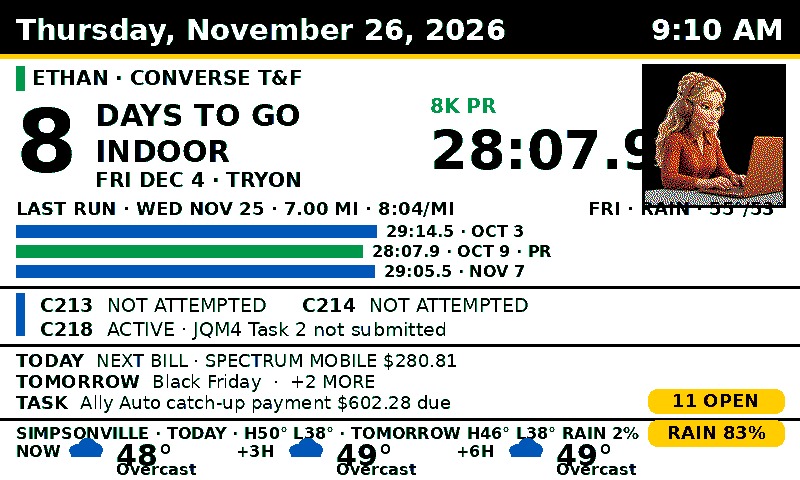 Thursday, November 26, 2026 9:10 AM
ETHAN · CONVERSE T&F
8 DAYS TO GO
INDOOR
FRI DEC 4 · TRYON
8K PR
28:07.9
LAST RUN · WED NOV 25 · 7.00 MI · 8:04/MI FRI · RAIN ·
29:14.5 · OCT 3
28:07.9 · OCT 9 · PR
29:05.5 · NOV 7
C213 NOT ATTEMPTED C214 NOT ATTEMPTED
C218 ACTIVE · JQM4 Task 2 not submitted
TODAY NEXT BILL · SPECTRUM MOBILE $280.81
TOMORROW Black Friday · +2 MORE
TASK Ally Auto catch-up payment $602.28 due 11 OPEN
SIMPSONVILLE · TODAY · H50° L38° · TOMORROW H46° L38° RAIN 2% RAIN 83%
NOW 48° +3H 49° +6H 49°
Overcast Overcast Overcast